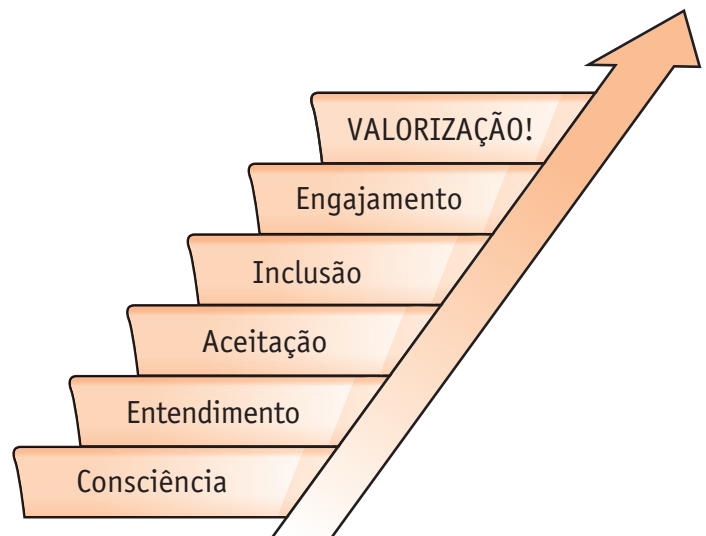 VALORIZAÇÃO!
Engajamento
Inclusão
Aceitação
Entendimento
Consciência